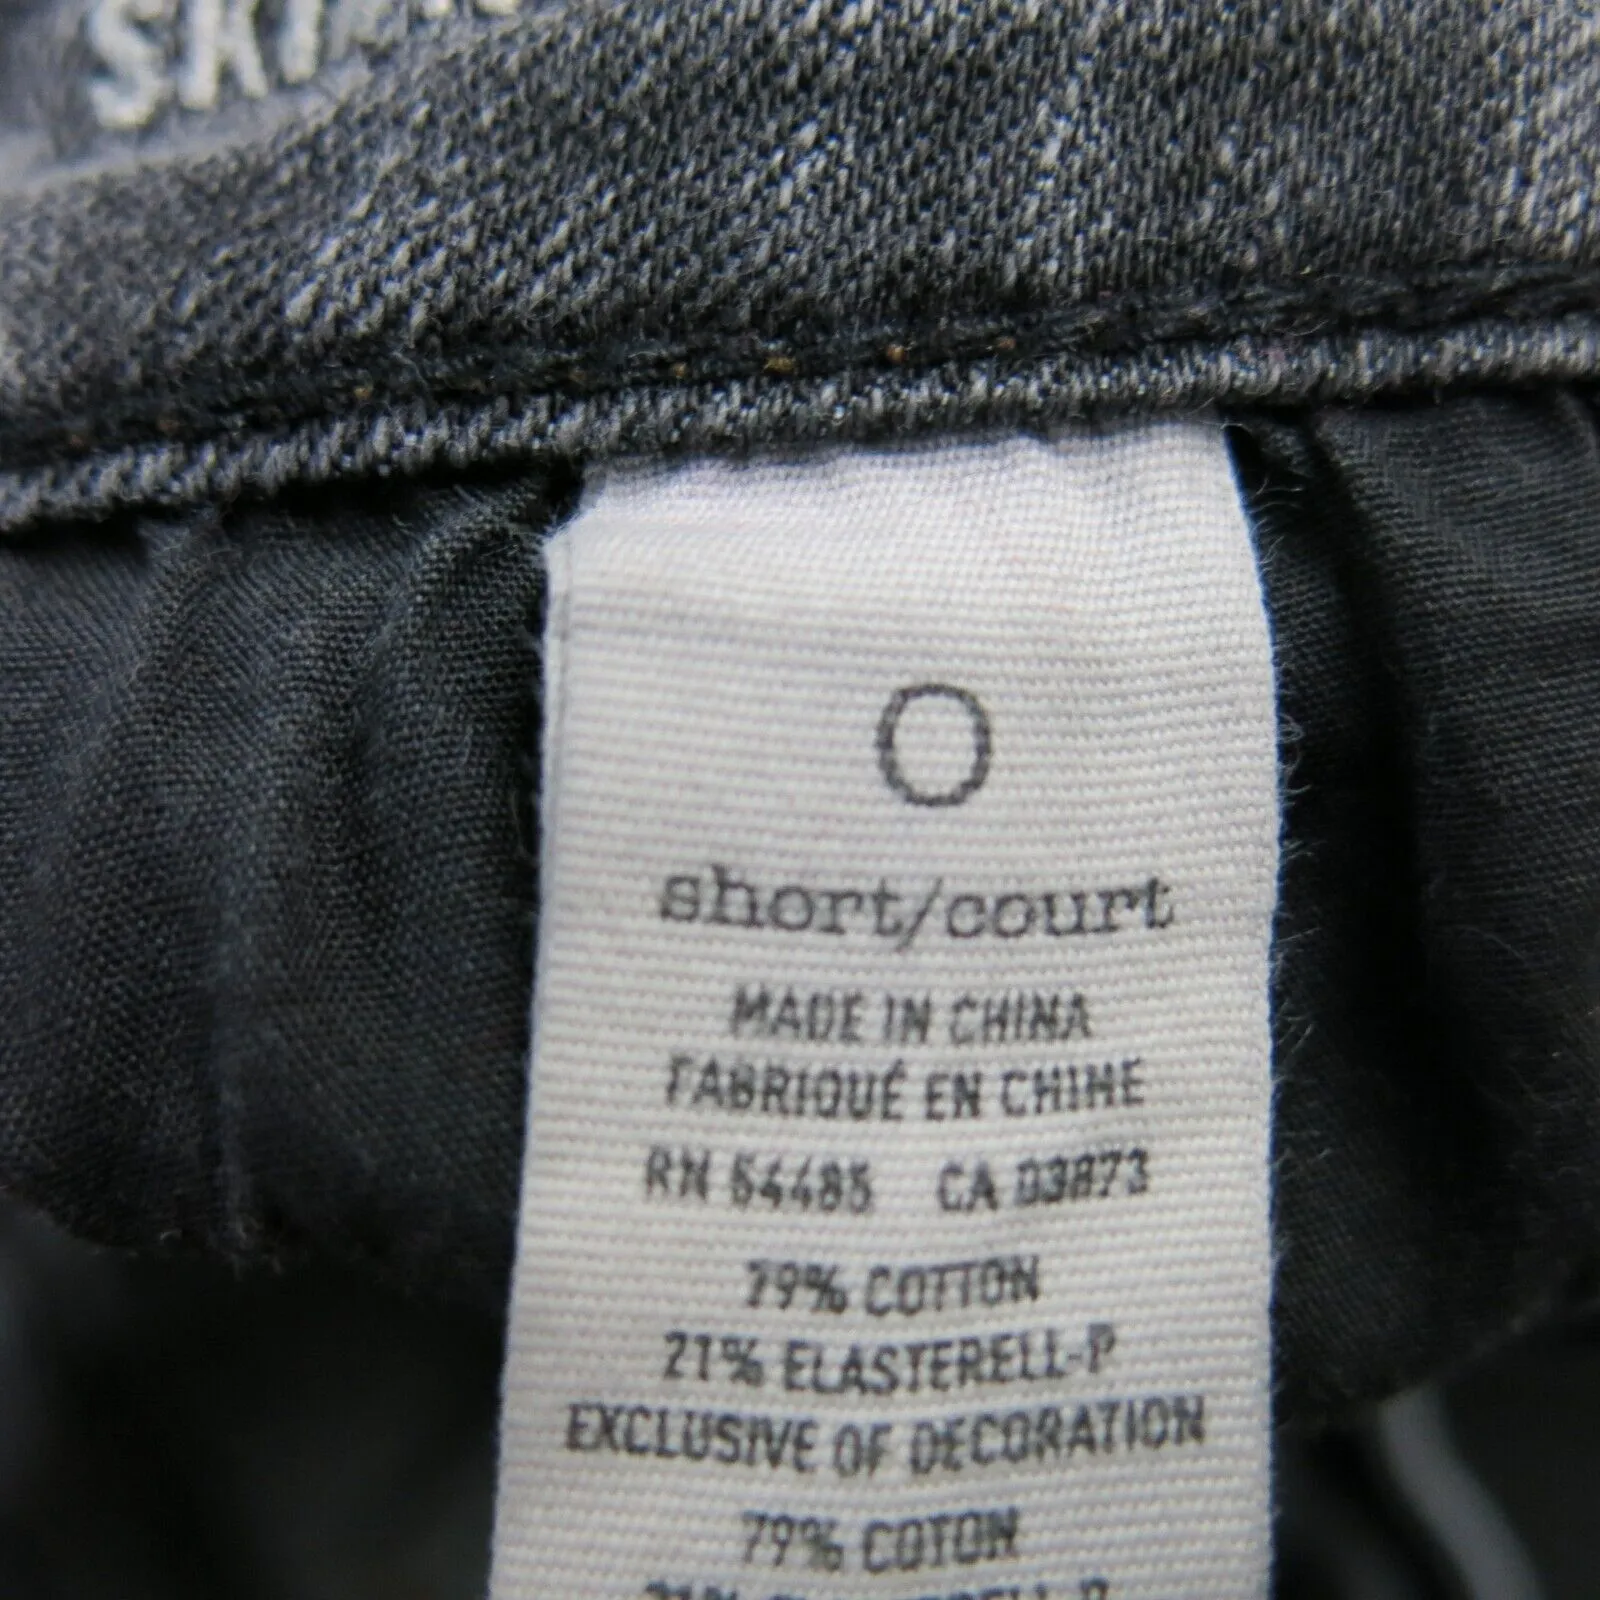 O
short/court
MADE IN CHINA
FABRIQUÉ EN CHINE
RN 54485 CA 03873
79% COTTON
21% ELASTERELL-P
EXCLUSIVE OF DECORATION
79% COTON